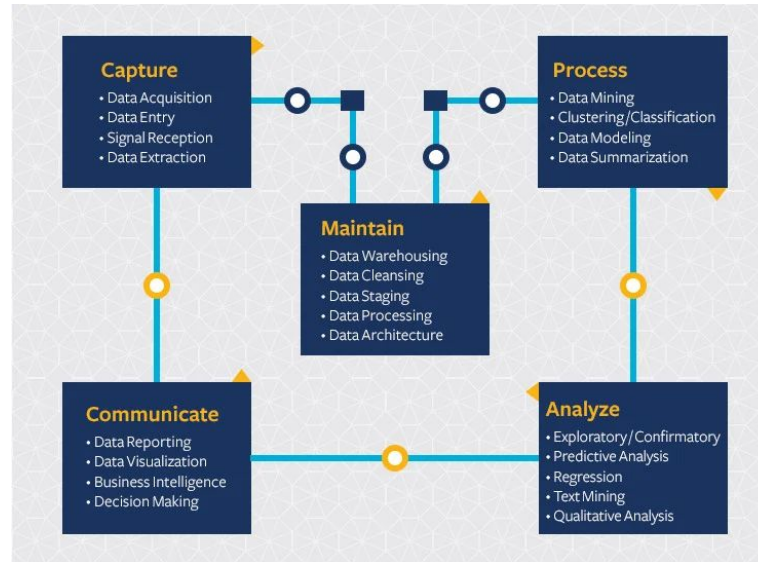 Capture
• Data Acquisition
• Data Entry
• Signal Reception
• Data Extraction
Process
• Data Mining
• Clustering/Classification
• Data Modeling
• Data Summarization
Maintain
• Data Warehousing
• Data Cleansing
• Data Staging
• Data Processing
• Data Architecture
Communicate
• Data Reporting
• Data Visualization
• Business Intelligence
• Decision Making
Analyze
• Exploratory/Confirmatory
• Predictive Analysis
• Regression
• Text Mining
• Qualitative Analysis